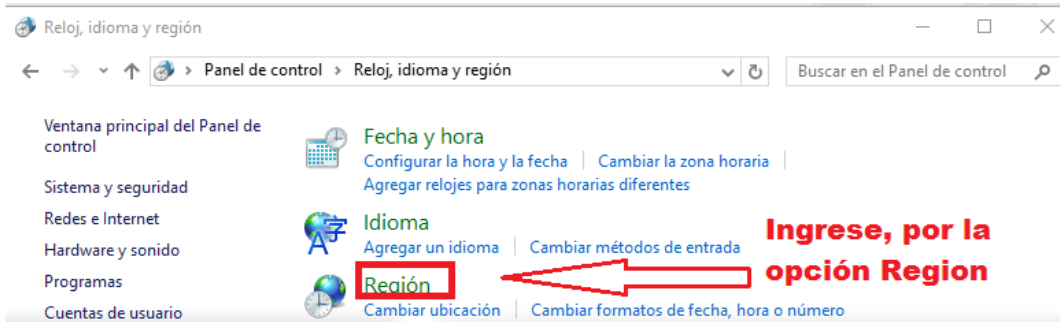 Reloj, idioma y región
Panel de control > Reloj, idioma y región
Buscar en el Panel de control
Ventana principal del Panel de
control
Sistema y seguridad
Redes e Internet
Hardware y sonido
Programas
Cuentas de usuario
Fecha y hora
Configurar la hora y la fecha | Cambiar la zona horaria |
Agregar relojes para zonas horarias diferentes
Idioma
Agregar un idioma | Cambiar métodos de entrada
Región
Cambiar ubicación | Cambiar formatos de fecha, hora o número
Ingrese, por la
opción Region